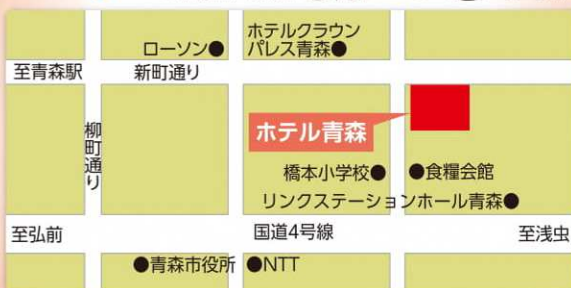 ホテルクラウン
ローソン●
パレス青森●
至青森駅
新町通り
柳町通り
ホテル青森
橋本小学校●
●食糧会館
リンクステーションホール青森●
至弘前
国道4号線
至浅虫
●青森市役所
●NTT